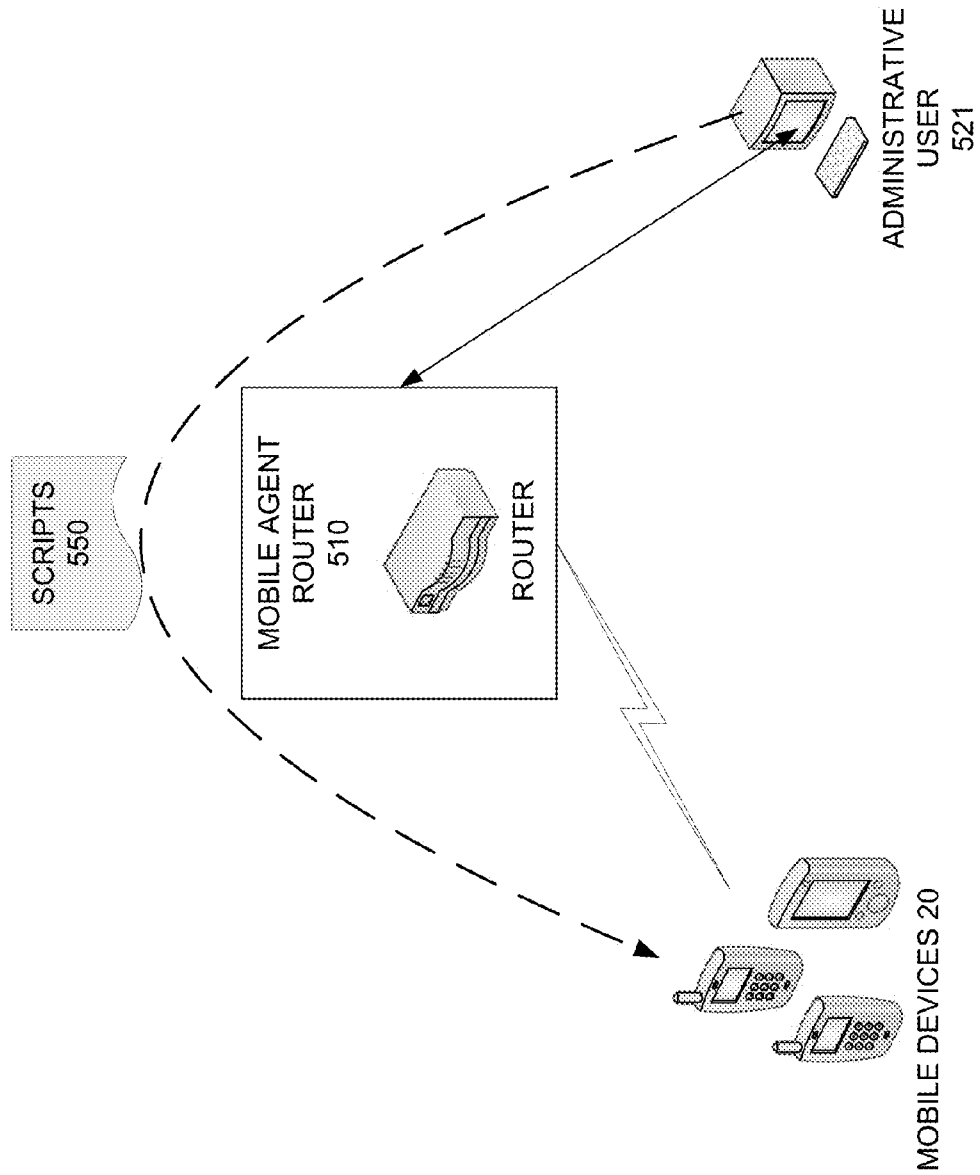 SCRIPTS
550
MOBILE AGENT
ROUTER
510
ROUTER
MOBILE DEVICES 20
ADMINISTRATIVE
USER
521